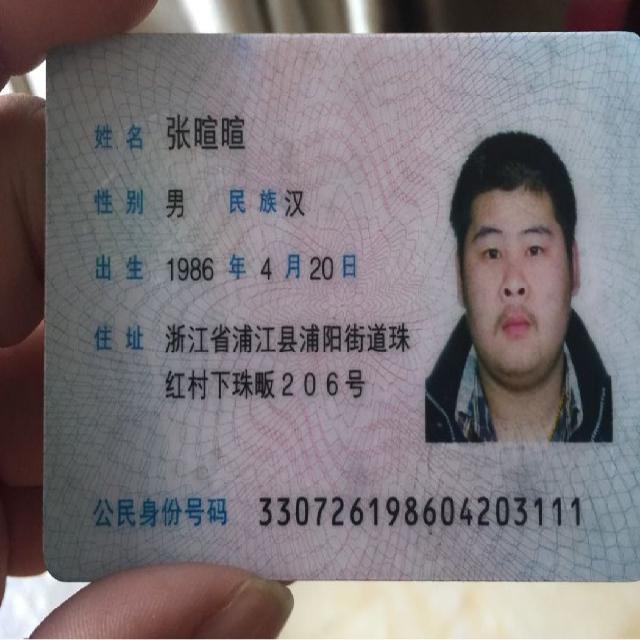 姓名 张暄暄
性别 男 民族 汉
出生 1986 年 4 月 20 日
住址 浙江省浦江县浦阳街道珠
红村下珠畈206号
公民身份号码 330726198604203111